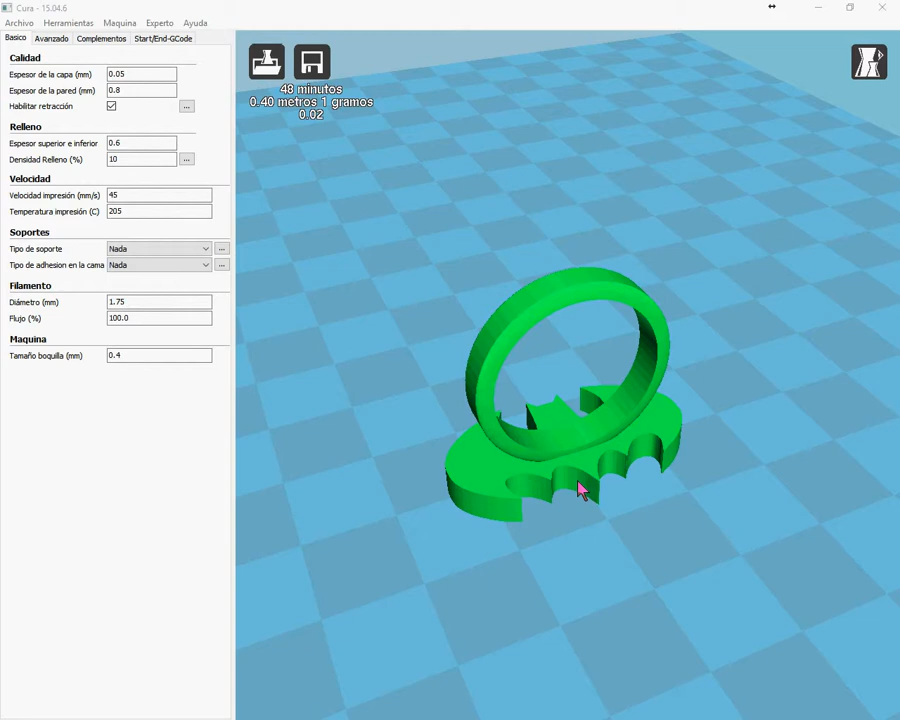 Cura - 15.04.6
Archivo Herramientas Maquina Experto Ayuda
Basico Avanzado Complementos Start/End-GCode
Calidad
Espesor de la capa (mm) 0.05
Espesor de la pared (mm) 0.8
Habilitar retracción ...
Relleno
Espesor superior e inferior 0.6
Densidad Relleno (%) 10 ...
Velocidad
Velocidad impresión (mm/s) 45
Temperatura impresión (C) 205
Soportes
Tipo de soporte Nada ...
Tipo de adhesion en la cama Nada ...
Filamento
Diámetro (mm) 1.75
Flujo (%) 100.0
Maquina
Tamaño boquilla (mm) 0.4
48 minutos
0.40 metros 1 gramos
0.02